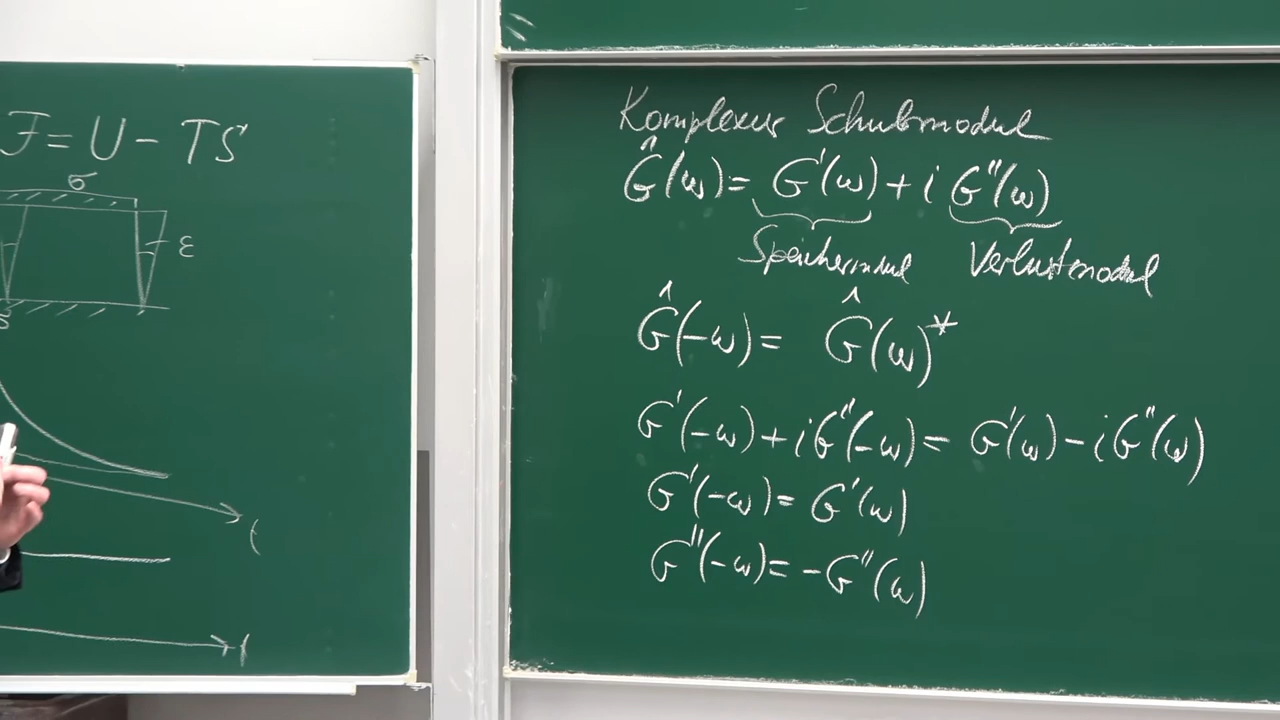 F = U - TS
σ
ε
t
t
Komplexer Schubmodul
Ĝ(ω) = G'(ω) + i G''(ω)
Speichermodul Verlustmodul
Ĝ(-ω) = Ĝ(ω)*
G'(-ω) + i G''(-ω) = G'(ω) - i G''(ω)
G'(-ω) = G'(ω)
G''(-ω) = -G''(ω)